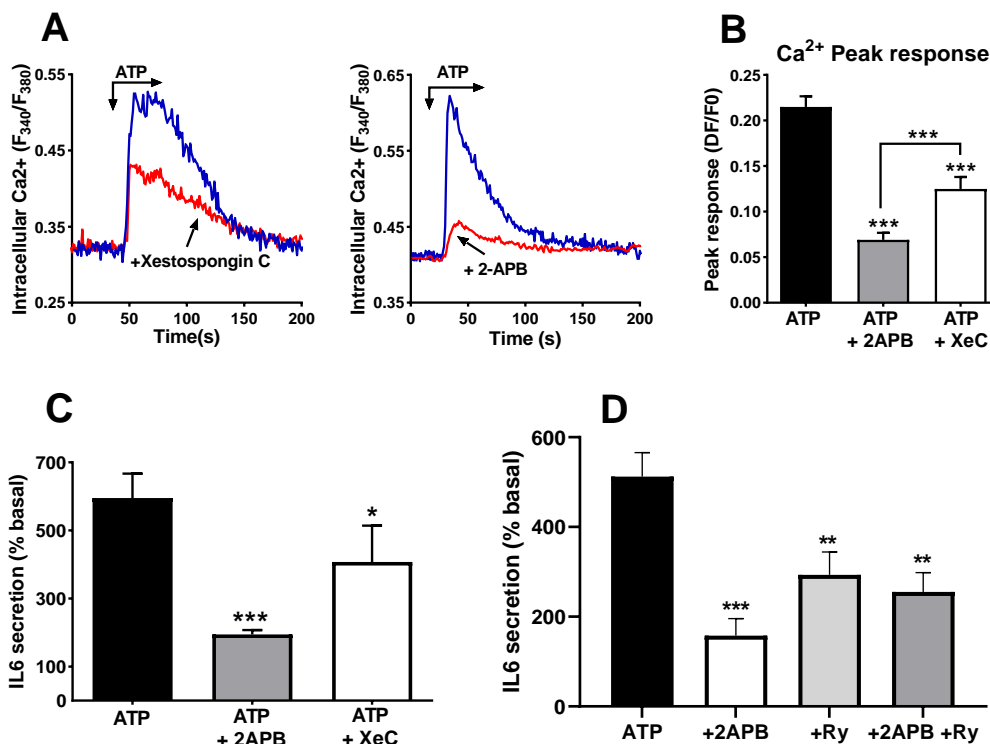 A
Intracellular Ca2+ (F340/F380)
0.55
0.45
0.35
0.25
ATP
+Xestospongin C
0 50 100 150 200
Time(s)
Intracellular Ca2+ (F340/F380)
0.65
0.55
0.45
0.35
ATP
+ 2-APB
0 50 100 150 200
Time (s)
B
Ca²⁺ Peak response
Peak response (DF/F0)
0.25
0.20
0.15
0.10
0.05
0.00
***
***
***
ATP ATP ATP
+ 2APB + XeC
C
IL6 secretion (% basal)
700
500
300
100
0
***
*
ATP ATP ATP
+ 2APB + XeC
D
IL6 secretion (% basal)
600
400
200
0
***
**
**
ATP +2APB +Ry +2APB +Ry